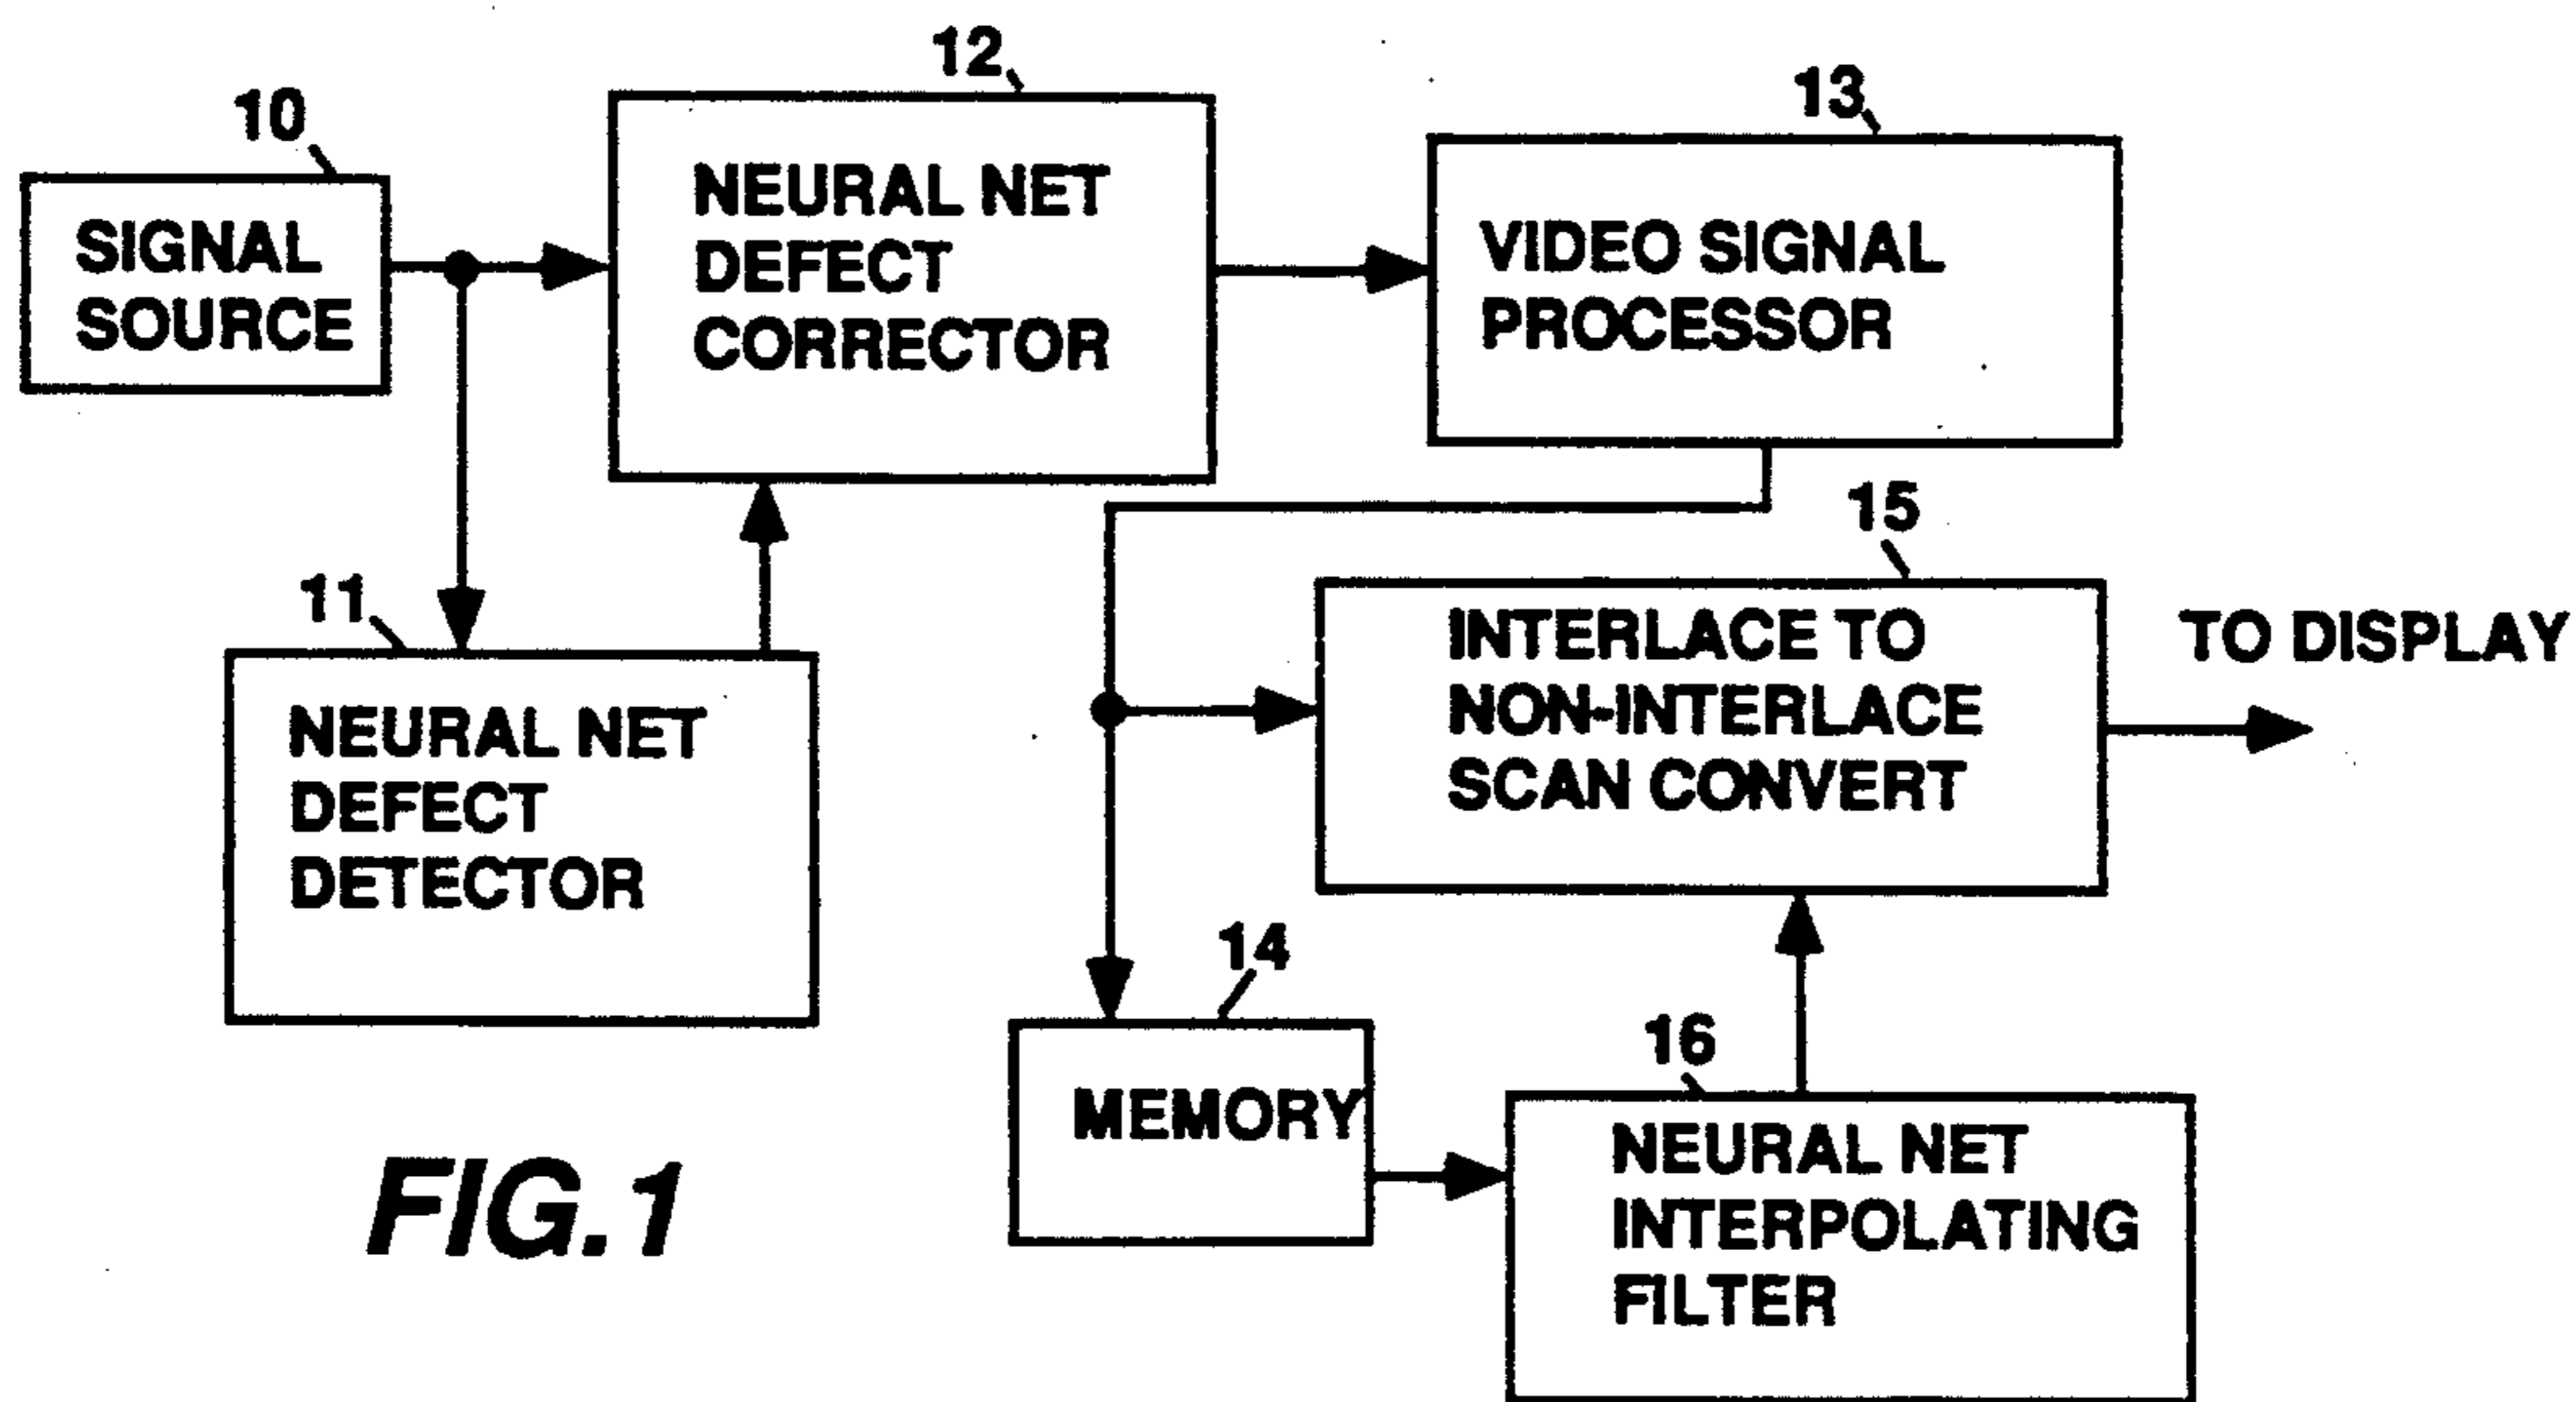 10
SIGNAL
SOURCE
12
NEURAL NET
DEFECT
CORRECTOR
13
VIDEO SIGNAL
PROCESSOR
11
NEURAL NET
DEFECT
DETECTOR
15
INTERLACE TO
NON-INTERLACE
SCAN CONVERT
TO DISPLAY
14
MEMORY
16
NEURAL NET
INTERPOLATING
FILTER
FIG.1